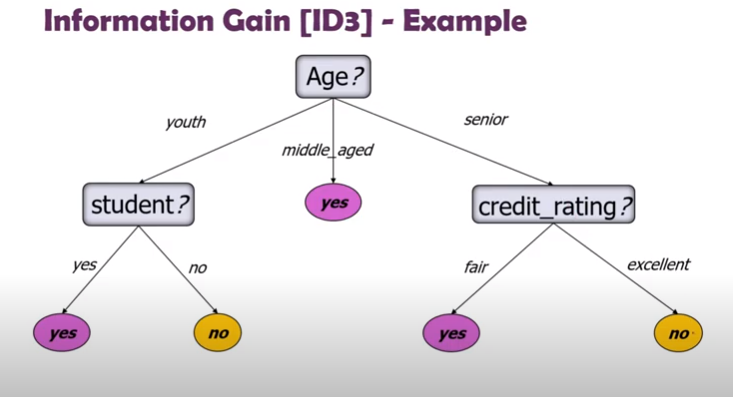 Information Gain [ID3] - Example
Age?
youth
senior
middle_aged
student?
yes
credit_rating?
yes
no
fair
excellent
yes
no
yes
no